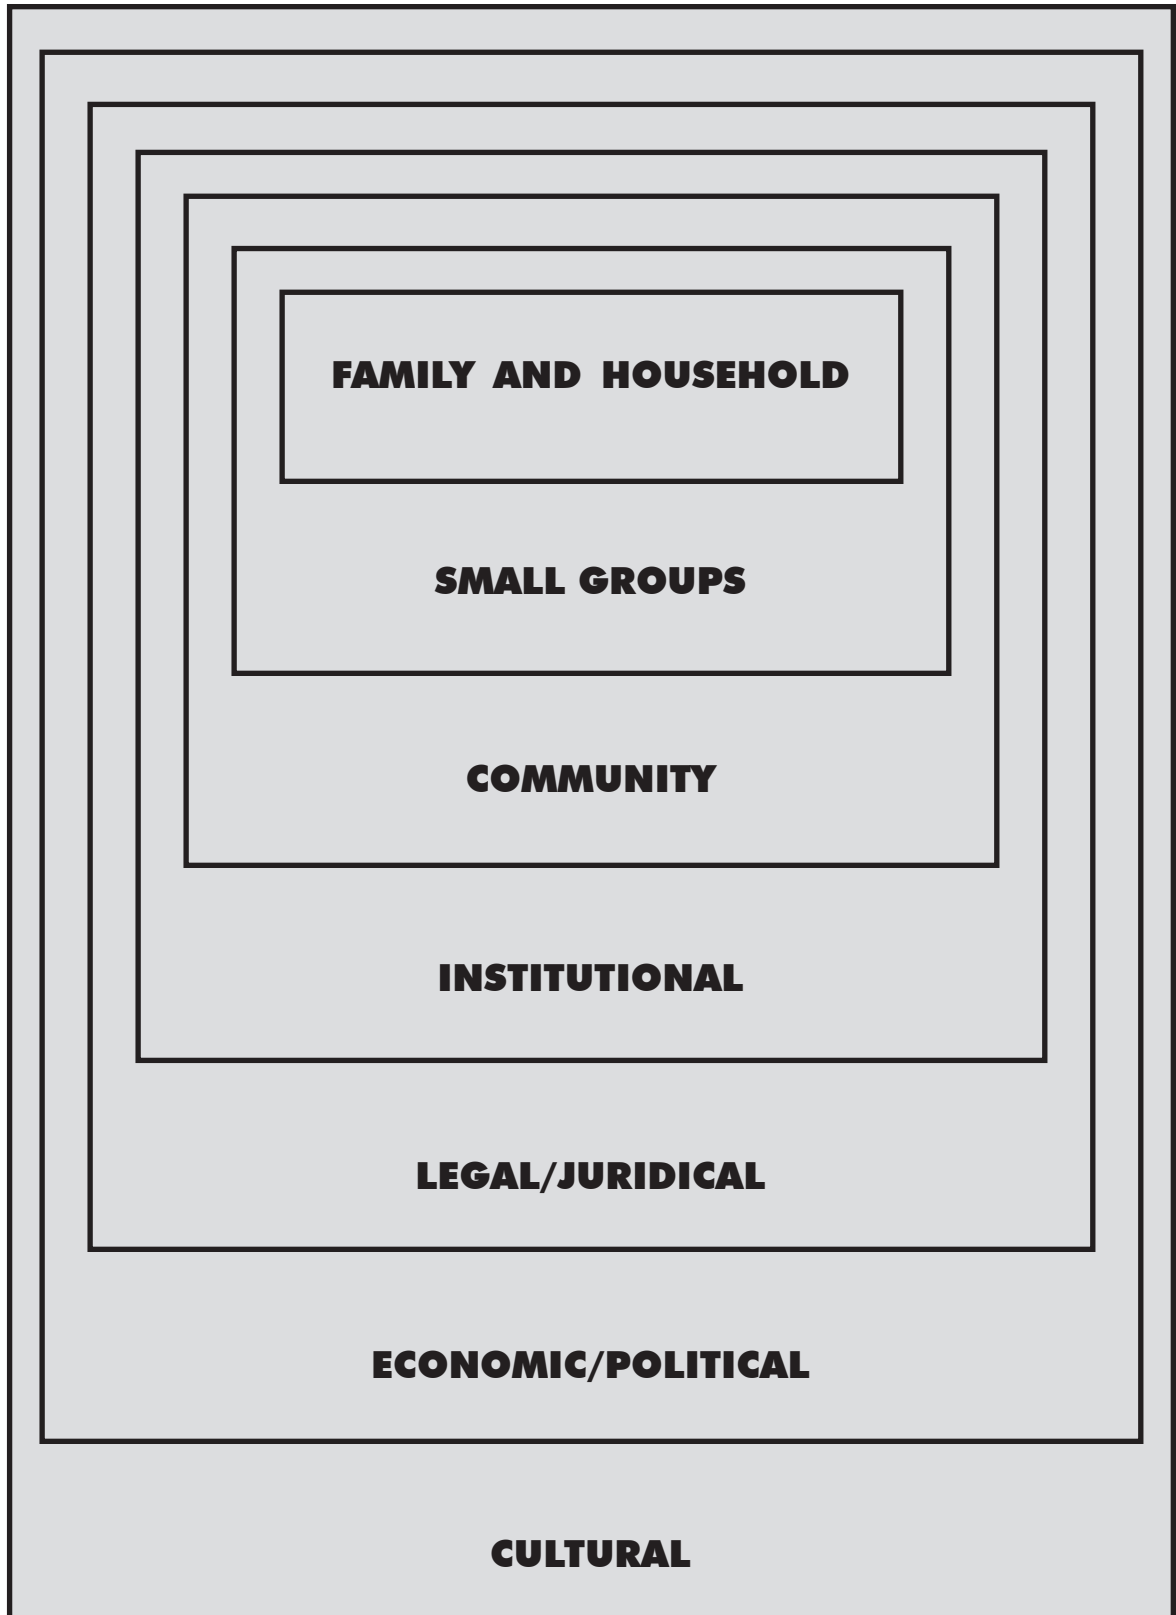 FAMILY AND HOUSEHOLD
SMALL GROUPS
COMMUNITY
INSTITUTIONAL
LEGAL/JURIDICAL
ECONOMIC/POLITICAL
CULTURAL